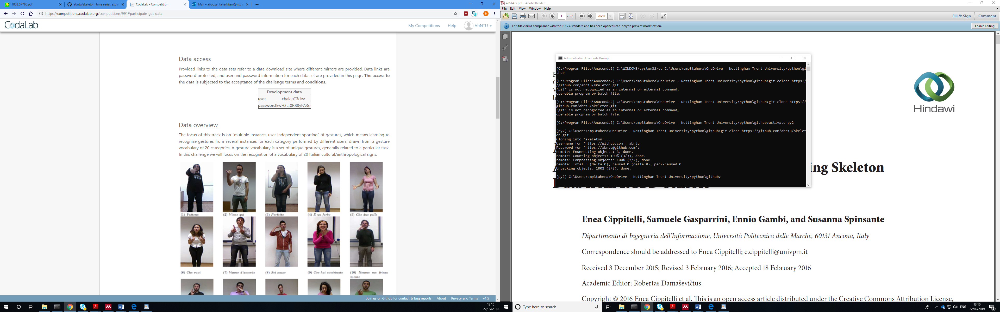 1803.07780.pdf
abntu/skeleton: time series extra
CodaLab - Competition
Mail – aboozar.taherkhani@ntu.
https://competitions.codalab.org/competitions/991#participate-get-data
CodaLab
My Competitions
Help
AbNTU
Data access
Provided links to the data sets refer to a data download site where different mirrors are provided. Data links are
password protected, and user and password information for each data set are provided in this page. The access to
the data is subjected to the acceptance of the challenge terms and conditions.
Development data
user chalapT3dev
password kwH3ct0R88yPA3o
Data overview
The focus of this track is on "multiple instance, user independent spotting" of gestures, which means learning to
recognize gestures from several instances for each category performed by different users, drawn from a gesture
vocabulary of 20 categories. A gesture vocabulary is a set of unique gestures, generally related to a particular task.
In this challenge we will focus on the recognition of a vocabulary of 20 Italian cultural/anthropological signs.
(1) Vattene
(2) Viene qui
(3) Perfetto
(4) E un furbo
(5) Che due palle
(6) Che vuoi
(7) Vanno d'accordo
(8) Sei pazzo
(9) Cos hai combinato
(10) Nonme me friega
niente
Join us on Github for contact & bug reports
About
Privacy and Terms
v1.5
13:10
22/05/2019
4351435.pdf - Adobe Reader
File Edit View Window Help
1 / 15
202%
Fill & Sign
Comment
This file claims compliance with the PDF/A standard and has been opened read-only to prevent modification.
Enable Editing
Administrator: Anaconda Prompt
(C:\Program Files\Anaconda2) C:\WINDOWS\system32>cd C:\Users\cmp3tahera\OneDrive - Nottingham Trent University\python\gi
thub
(C:\Program Files\Anaconda2) C:\Users\cmp3tahera\OneDrive - Nottingham Trent University\python\github>git colone https:/
/github.com/abntu/skeleton.git
'git' is not recognized as an internal or external command,
operable program or batch file.
(C:\Program Files\Anaconda2) C:\Users\cmp3tahera\OneDrive - Nottingham Trent University\python\github>git clone https://
github.com/abntu/skeleton.git
'git' is not recognized as an internal or external command,
operable program or batch file.
(C:\Program Files\Anaconda2) C:\Users\cmp3tahera\OneDrive - Nottingham Trent University\python\github>activate py2
(py2) C:\Users\cmp3tahera\OneDrive - Nottingham Trent University\python\github>git clone https://github.com/abntu/skelet
on.git
Cloning into 'skeleton'...
Username for 'https://github.com': abntu
Password for 'https://abntu@github.com':
remote: Enumerating objects: 3, done.
remote: Counting objects: 100% (3/3), done.
remote: Compressing objects: 100% (2/2), done.
remote: Total 3 (delta 0), reused 0 (delta 0), pack-reused 0
Unpacking objects: 100% (3/3), done.
(py2) C:\Users\cmp3tahera\OneDrive - Nottingham Trent University\python\github>
Hindawi
ing Skeleton
Enea Cippitelli, Samuele Gasparrini, Ennio Gambi, and Susanna Spinsante
Dipartimento di Ingegneria dell'Informazione, Università Politecnica delle Marche, 60131 Ancona, Italy
Correspondence should be addressed to Enea Cippitelli; e.cippitelli@univpm.it
Received 3 December 2015; Revised 3 February 2016; Accepted 18 February 2016
Academic Editor: Robertas Damaševičius
Copyright © 2016 Enea Cippitelli et al. This is an open access article distributed under the Creative Commons Attribution License,
Type here to search
ENG
13:10
22/05/2019
2